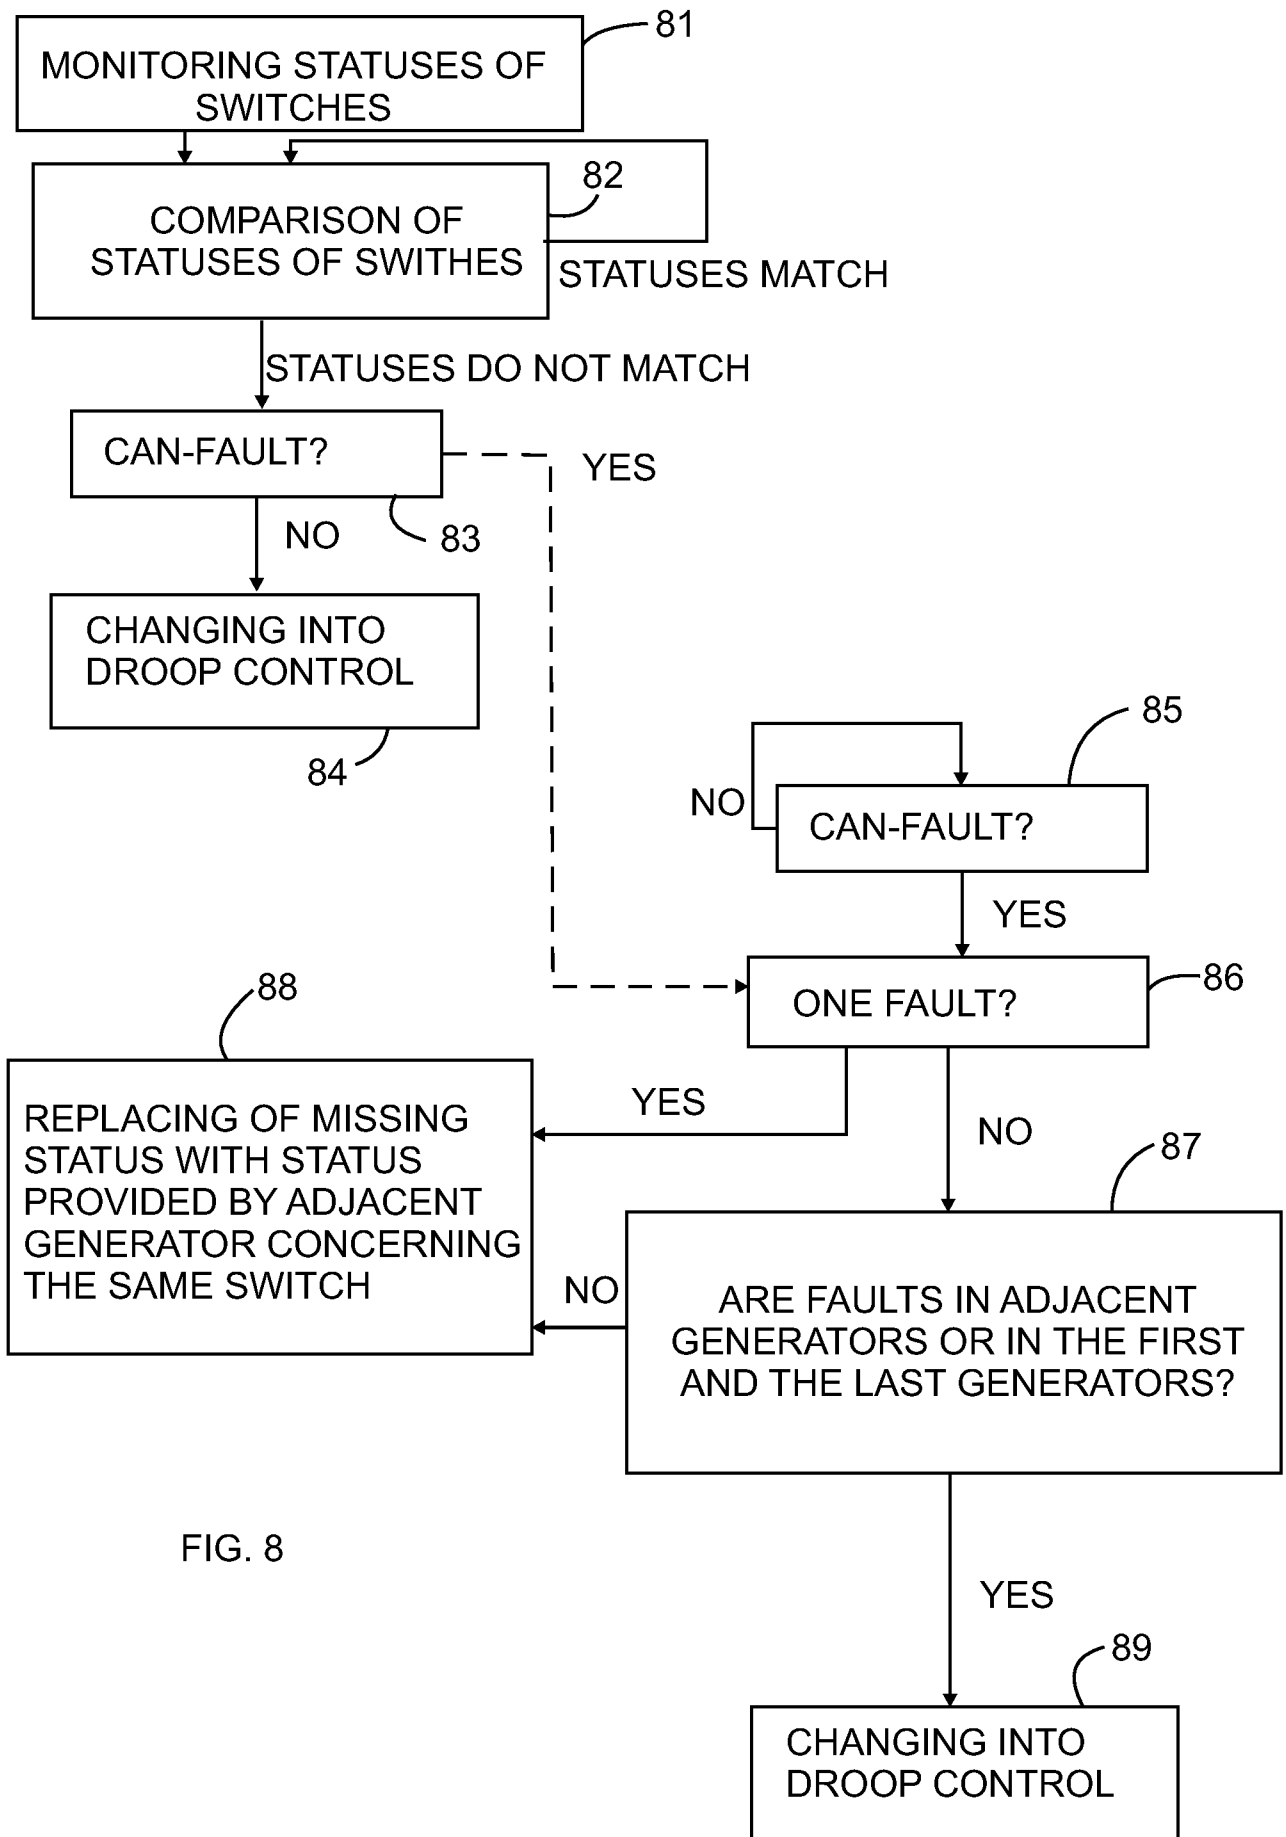 81
MONITORING STATUSES OF
SWITCHES
82
COMPARISON OF
STATUSES OF SWITHES
STATUSES MATCH
STATUSES DO NOT MATCH
CAN-FAULT?
YES
NO
83
CHANGING INTO
DROOP CONTROL
84
85
NO
CAN-FAULT?
YES
86
ONE FAULT?
88
YES
NO
REPLACING OF MISSING
STATUS WITH STATUS
PROVIDED BY ADJACENT
GENERATOR CONCERNING
THE SAME SWITCH
87
NO
ARE FAULTS IN ADJACENT
GENERATORS OR IN THE FIRST
AND THE LAST GENERATORS?
FIG. 8
YES
89
CHANGING INTO
DROOP CONTROL